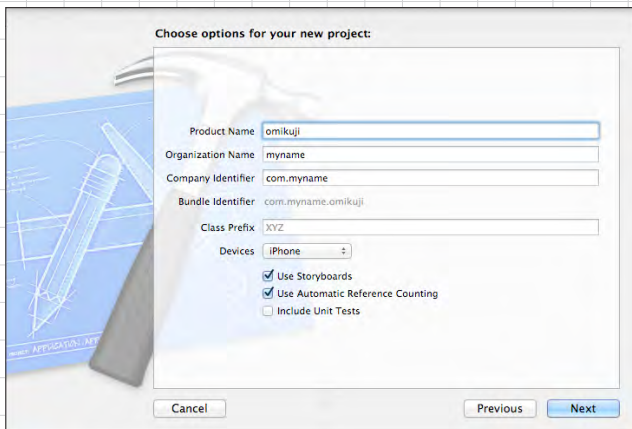 Choose options for your new project:
Product Name omikuji
Organization Name myname
Company Identifier com.myname
Bundle Identifier com.myname.omikuji
Class Prefix XYZ
Devices iPhone
Use Storyboards
Use Automatic Reference Counting
Include Unit Tests
Cancel Previous Next